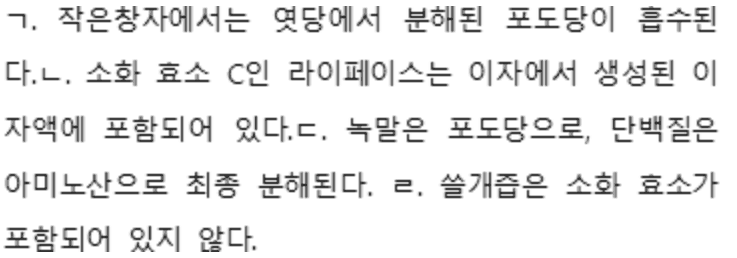 ㄱ. 작은창자에서는 엿당에서 분해된 포도당이 흡수된
다.ㄴ. 소화 효소 C인 라이페이스는 이자에서 생성된 이
자액에 포함되어 있다.ㄷ. 녹말은 포도당으로, 단백질은
아미노산으로 최종 분해된다. ㄹ. 쓸개즙은 소화 효소가
포함되어 있지 않다.